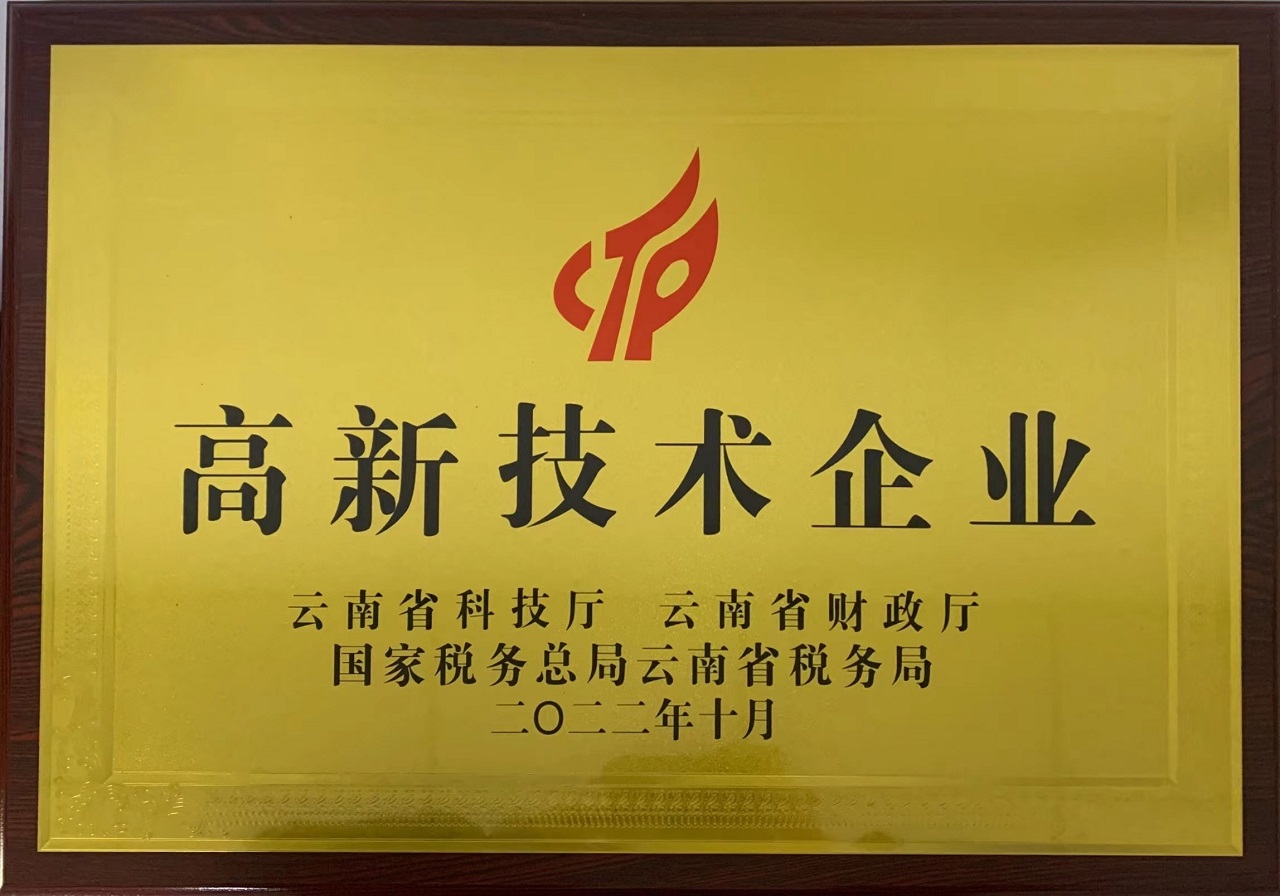 CTP
高新技术企业
云南省科技厅 云南省财政厅
国家税务总局云南省税务局
二〇二二年十月